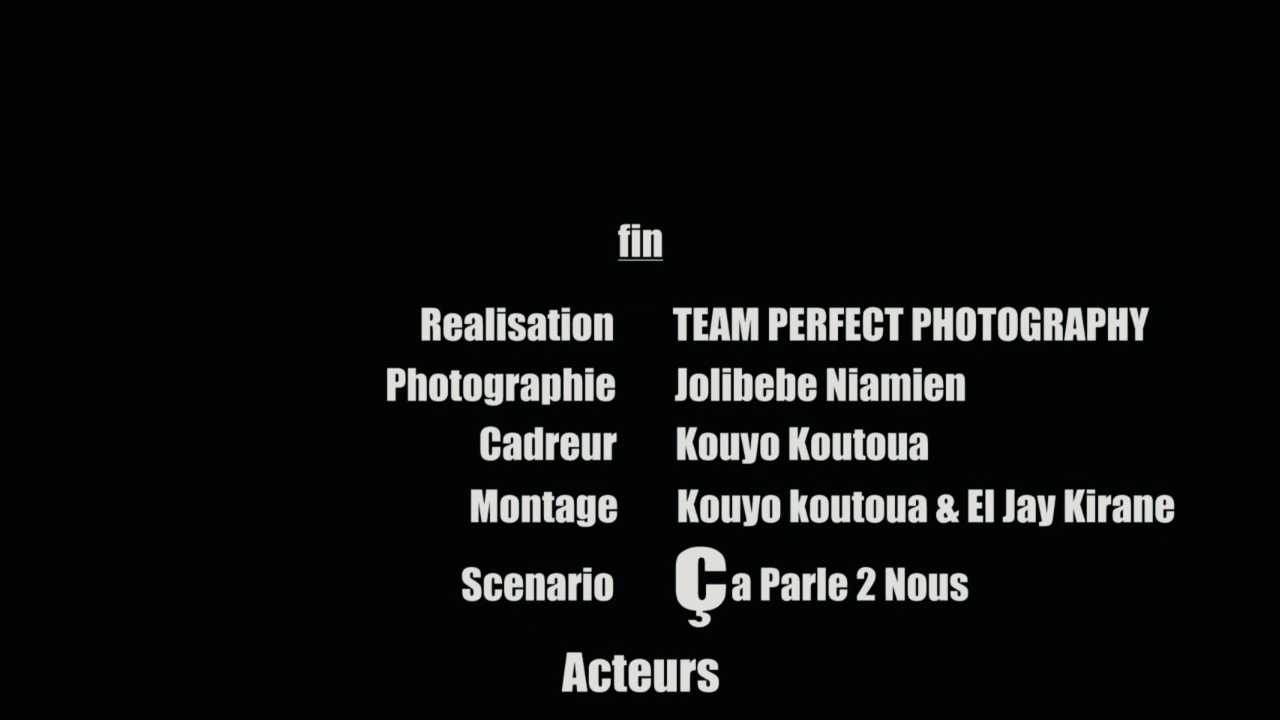 fin
Realisation TEAM PERFECT PHOTOGRAPHY
Photographie Jolibebe Niamien
Cadreur Kouyo Koutoua
Montage Kouyo koutoua & El Jay Kirane
Scenario Ça Parle 2 Nous
Acteurs